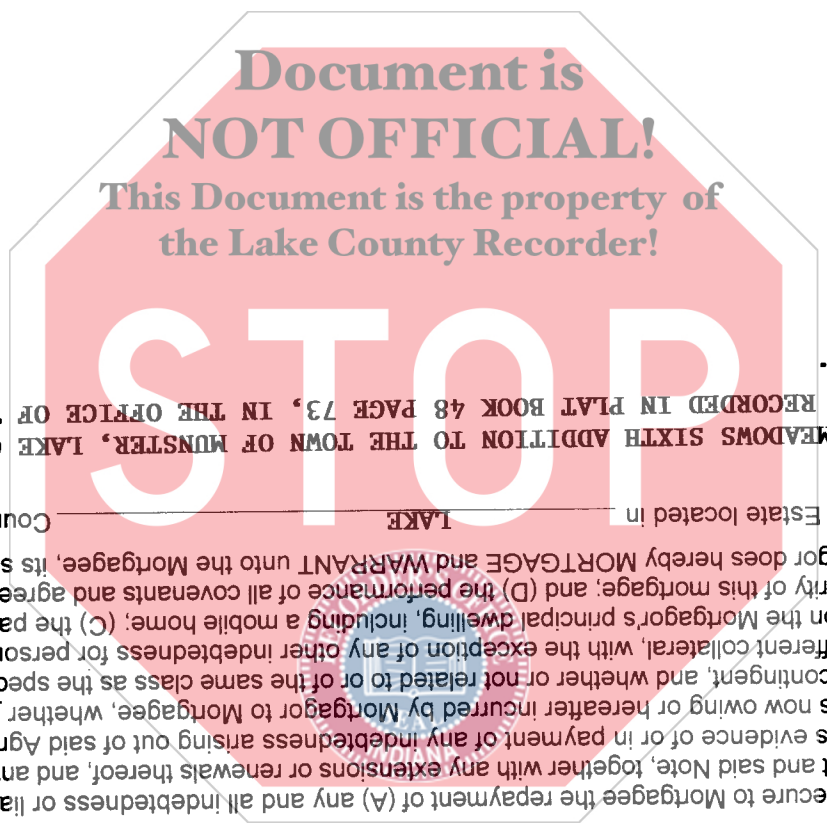 Document is
NOT OFFICIAL!
This Document is the property of
the Lake County Recorder!
STOP
ecure to Mortgagee the repayment of (A) any and all indebtedness or lia
t and said Note, together with any extensions or renewals thereof, and an
s evidence of or in payment of any indebtedness arising out of said Agr
s now owing or hereafter incurred by Mortgagor to Mortgagee, whether
contingent, and whether or not related to or of the same class as the spec
fferent collateral, with the exception of any other indebtedness for person
on the Mortgagor's principal dwelling, including a mobile home; (C) the pa
rity of this mortgage; and (D) the performance of all covenants and agree
gor does hereby MORTGAGE and WARRANT unto the Mortgagee, its s
Estate located in LAKE Coun
MEADOWS SIXTH ADDITION TO THE TOWN OF MUNSTER, LAKE
RECORDED IN PLAT BOOK 48 PAGE 73, IN THE OFFICE OF
RECORDER'S OFFICE
SEAL
INDIANA